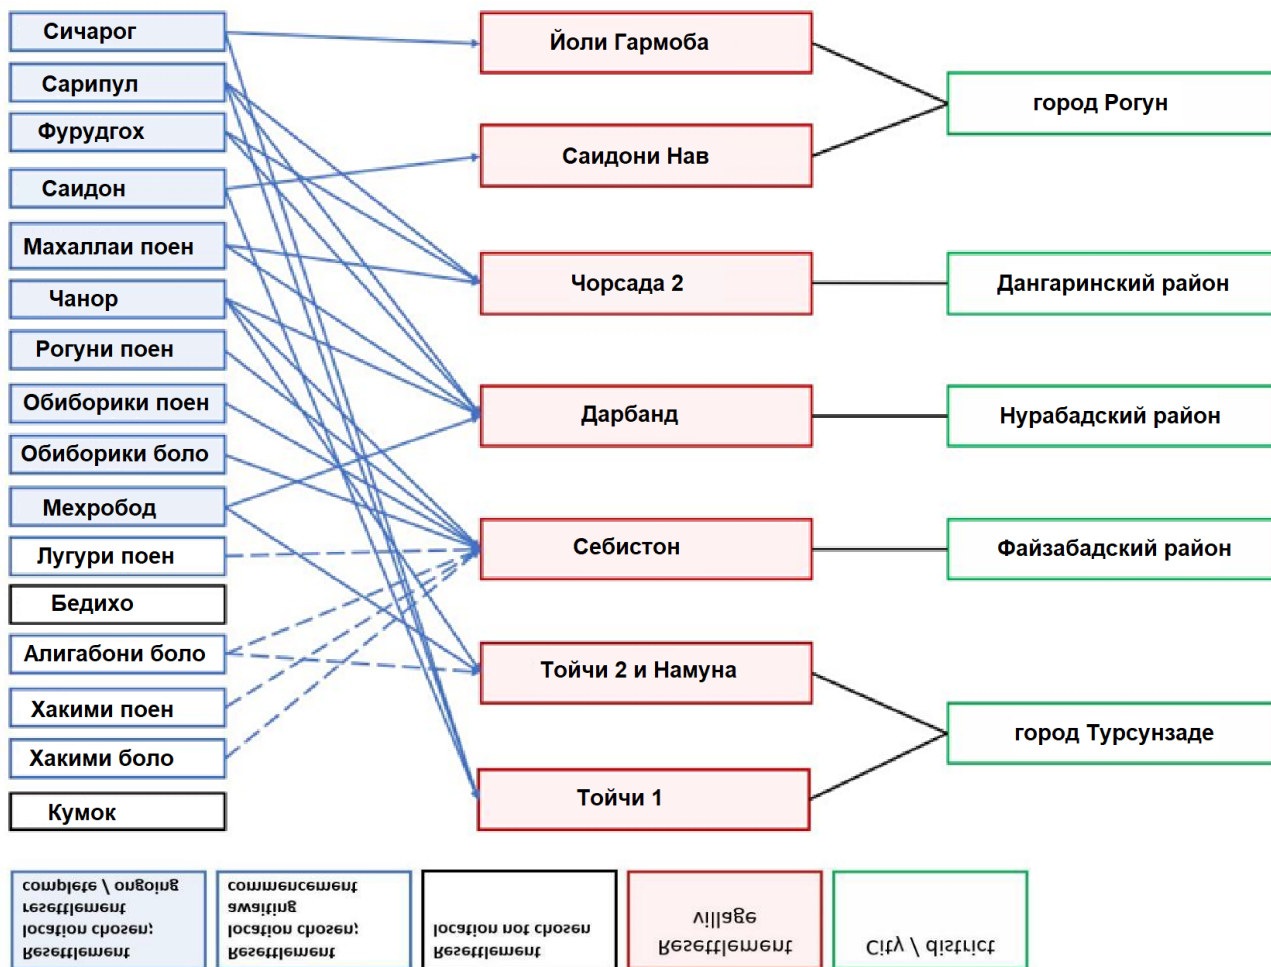 Сичарог
Сарипул
Фурудгох
Саидон
Махаллаи поен
Чанор
Рогуни поен
Обиборики поен
Обиборики боло
Мехробод
Лугури поен
Бедихо
Алигабони боло
Хакими поен
Хакими боло
Кумок
Йоли Гармоба
Саидони Нав
Чорсада 2
Дарбанд
Себистон
Тойчи 2 и Намуна
Тойчи 1
город Рогун
Дангаринский район
Нурабадский район
Файзабадский район
город Турсунзаде
Resettlement
location chosen;
resettlement
complete / ongoing
Resettlement
location chosen;
awaiting
commencement
Resettlement
location not chosen
Resettlement
village
City / district